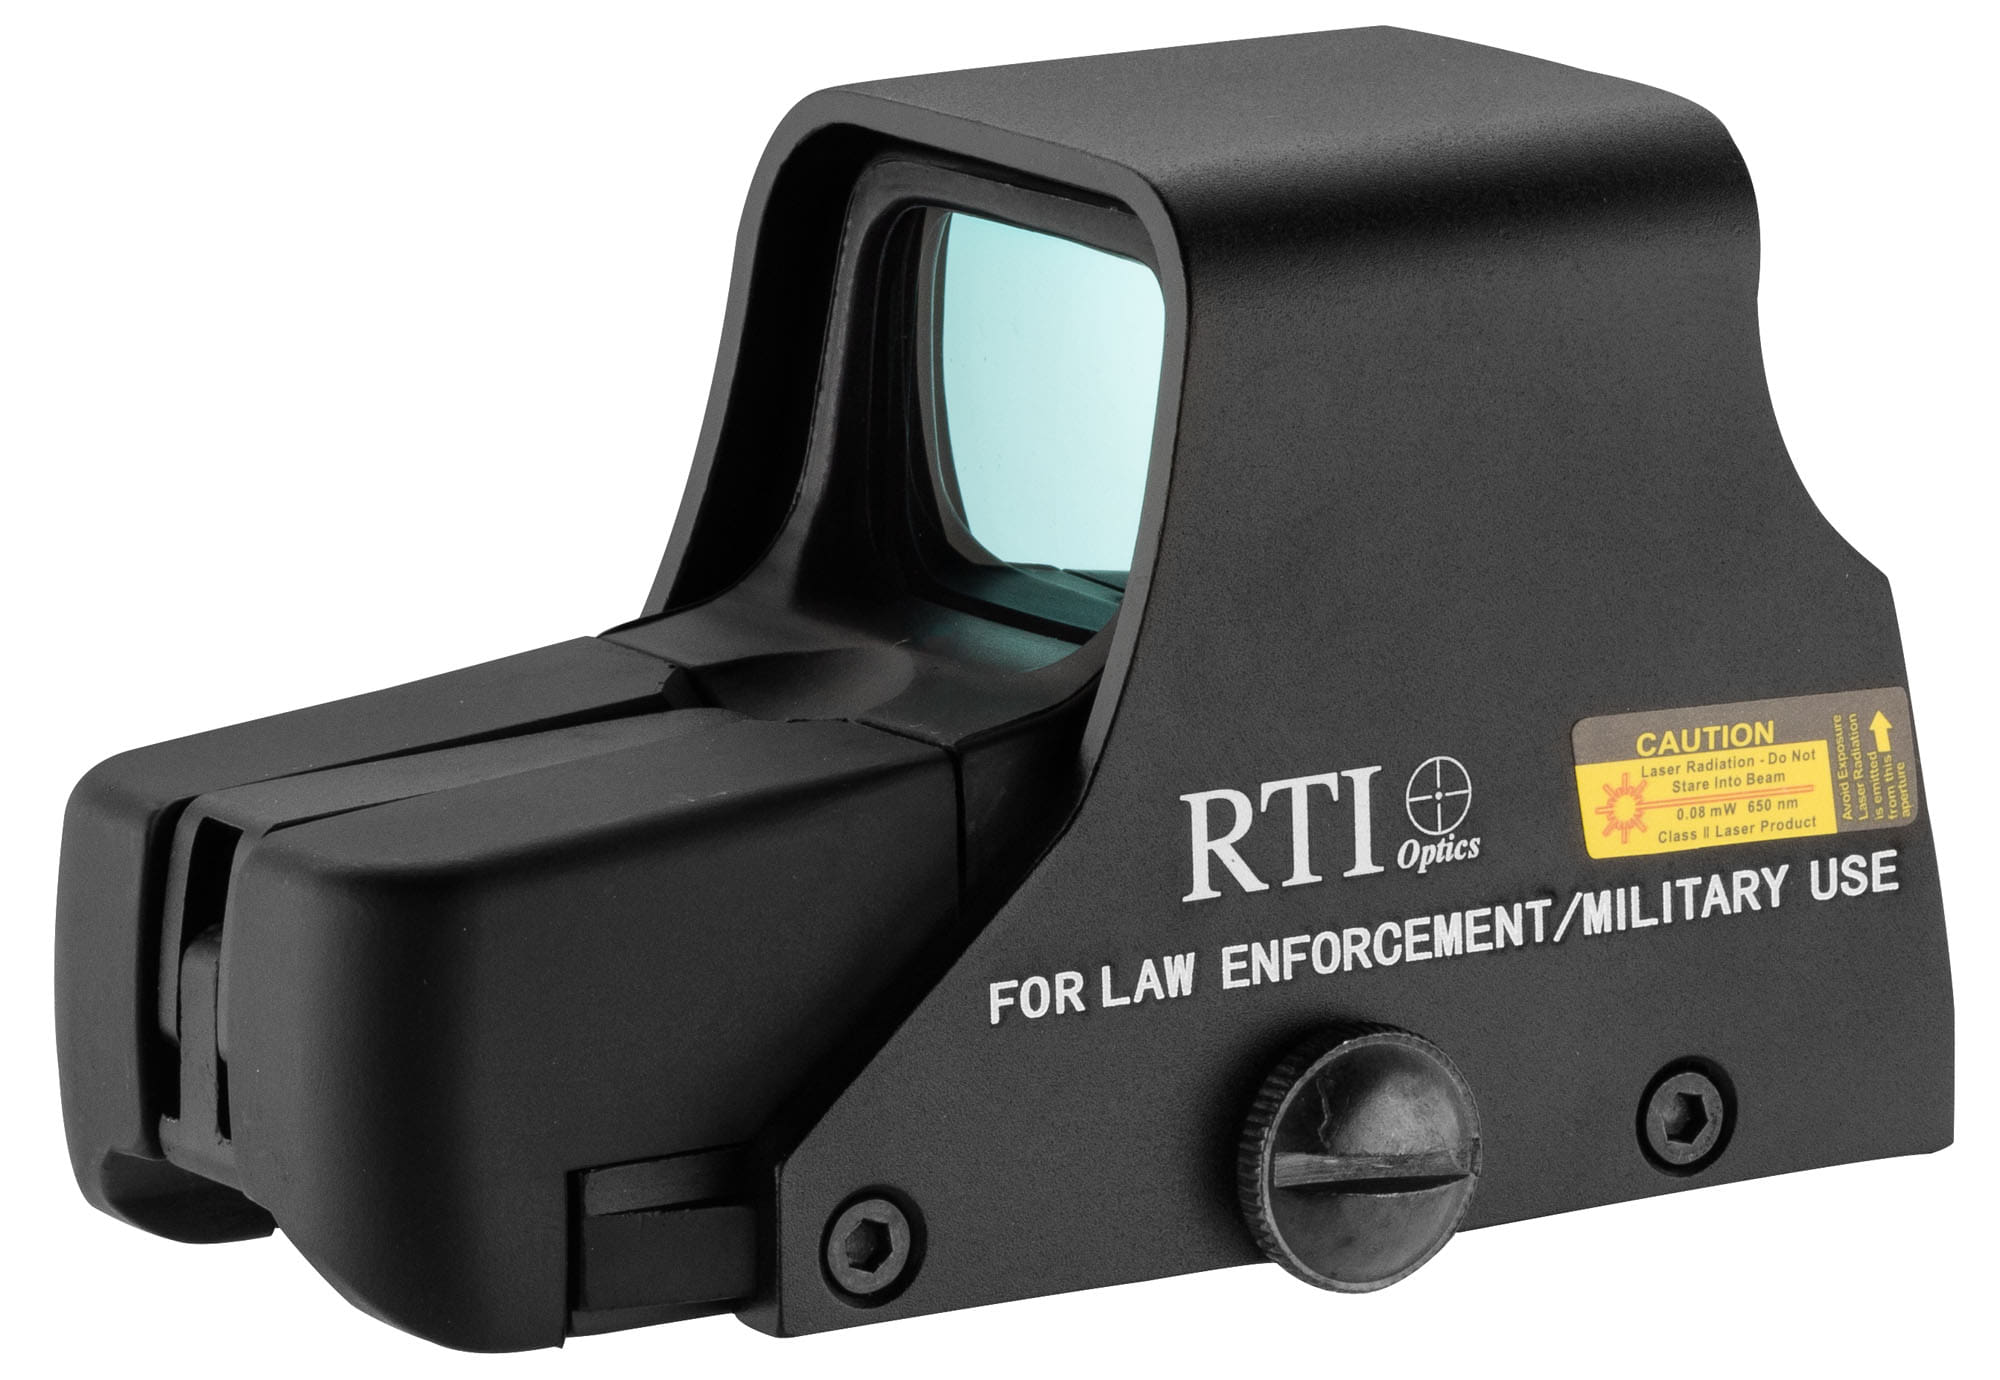 RTI
Optics
FOR LAW ENFORCEMENT/MILITARY USE
CAUTION
Laser Radiation - Do Not
Stare Into Beam
0.08 mW 650 nm
Class Ⅱ Laser Product
Avoid Exposure
Laser Radiation
is emitted
from this
aperture